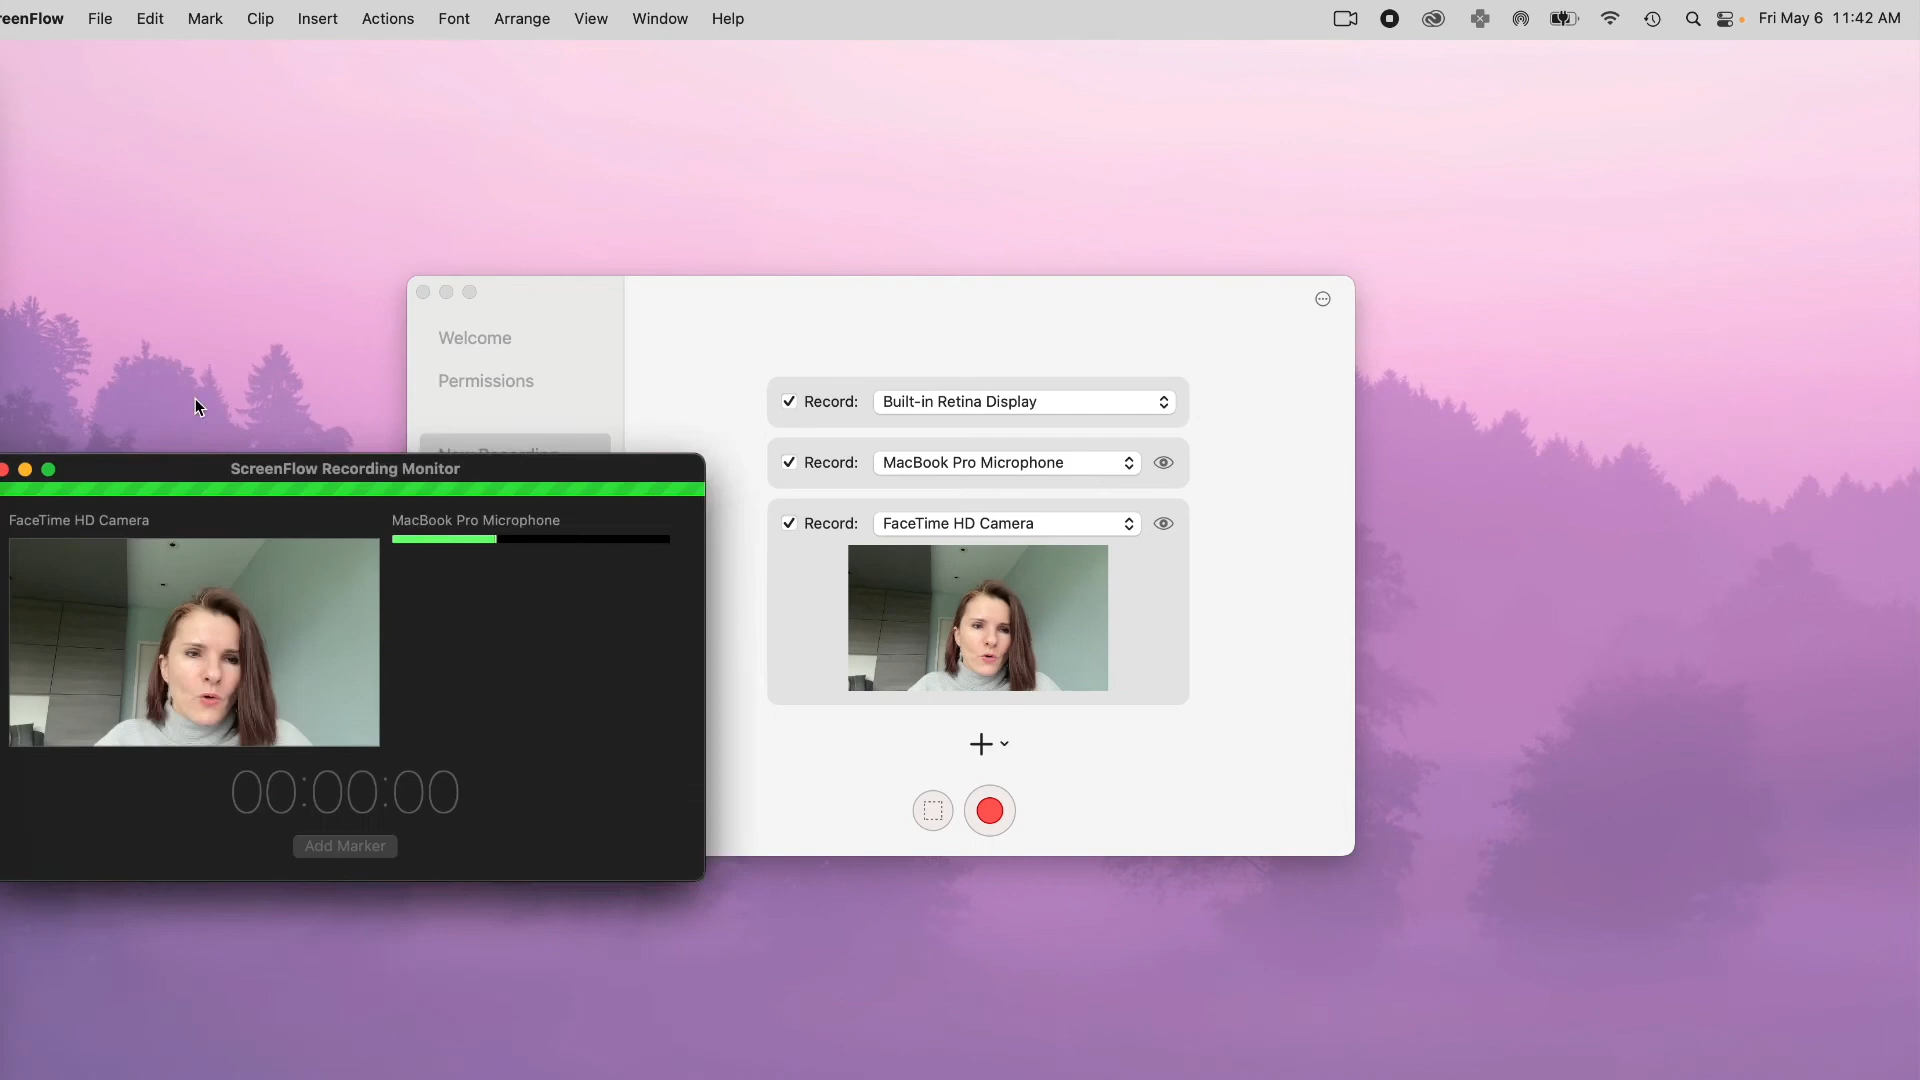 reenFlow File Edit Mark Clip Insert Actions Font Arrange View Window Help Fri May 6 11:42 AM
Welcome
Permissions
Record: Built-in Retina Display
Record: MacBook Pro Microphone
Record: FaceTime HD Camera
ScreenFlow Recording Monitor
FaceTime HD Camera MacBook Pro Microphone
00:00:00
Add Marker